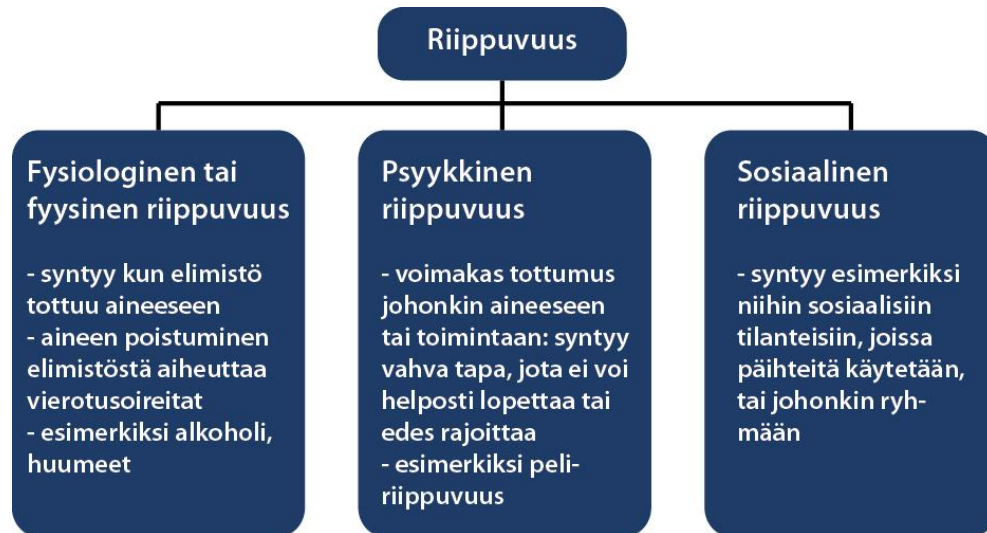 Riippuvuus
Fysiologinen tai
fyysinen riippuvuus
- syntyy kun elimistö
tottuu aineeseen
- aineen poistuminen
elimistöstä aiheuttaa
vierotusoireitat
- esimerkiksi alkoholi,
huumeet
Psyykkinen
riippuvuus
- voimakas tottumus
johonkin aineeseen
tai toimintaan: syntyy
vahva tapa, jota ei voi
helposti lopettaa tai
edes rajoittaa
- esimerkiksi peli-
riippuvuus
Sosiaalinen
riippuvuus
- syntyy esimerkiksi
niihin sosiaalisiin
tilanteisiin, joissa
päihteitä käytetään,
tai johonkin ryh-
mään